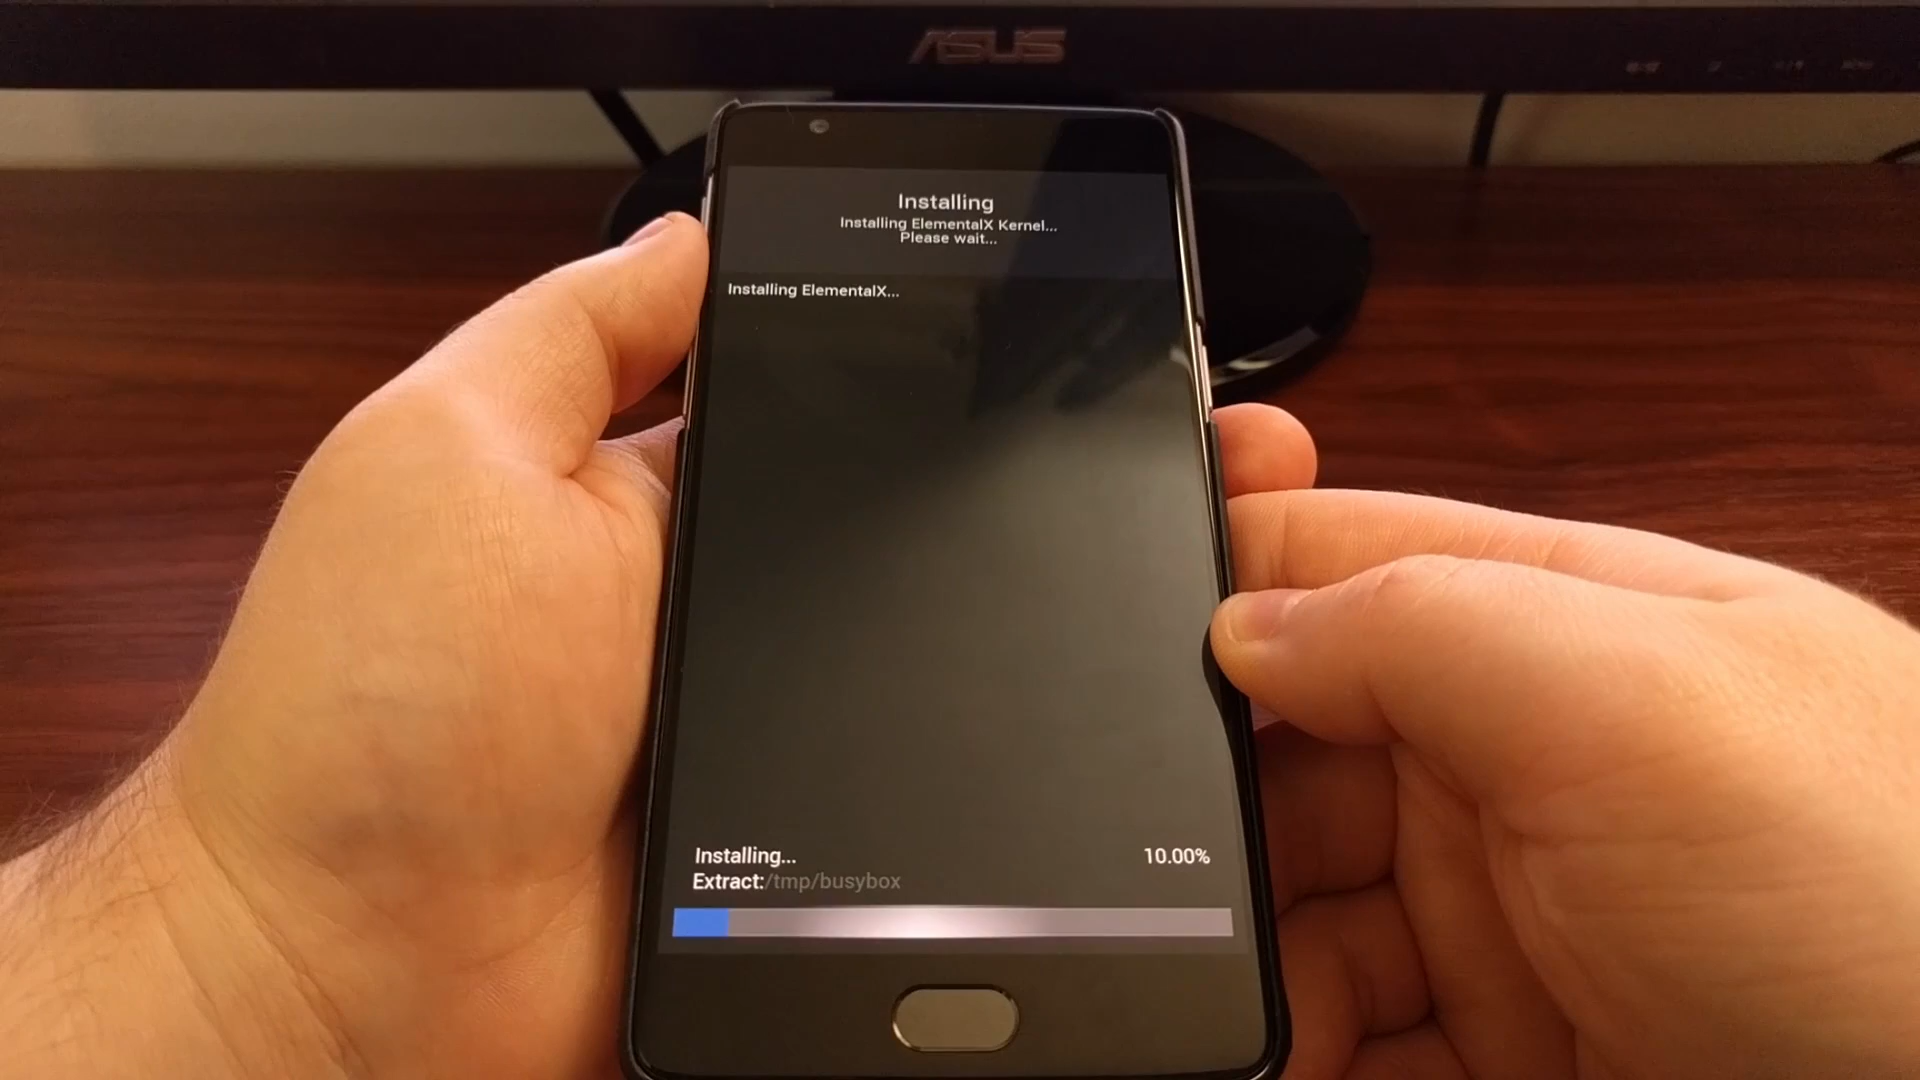 ASUS
Installing
Installing ElementalX Kernel...
Please wait...
Installing ElementalX...
Installing... 10.00%
Extract:/tmp/busybox